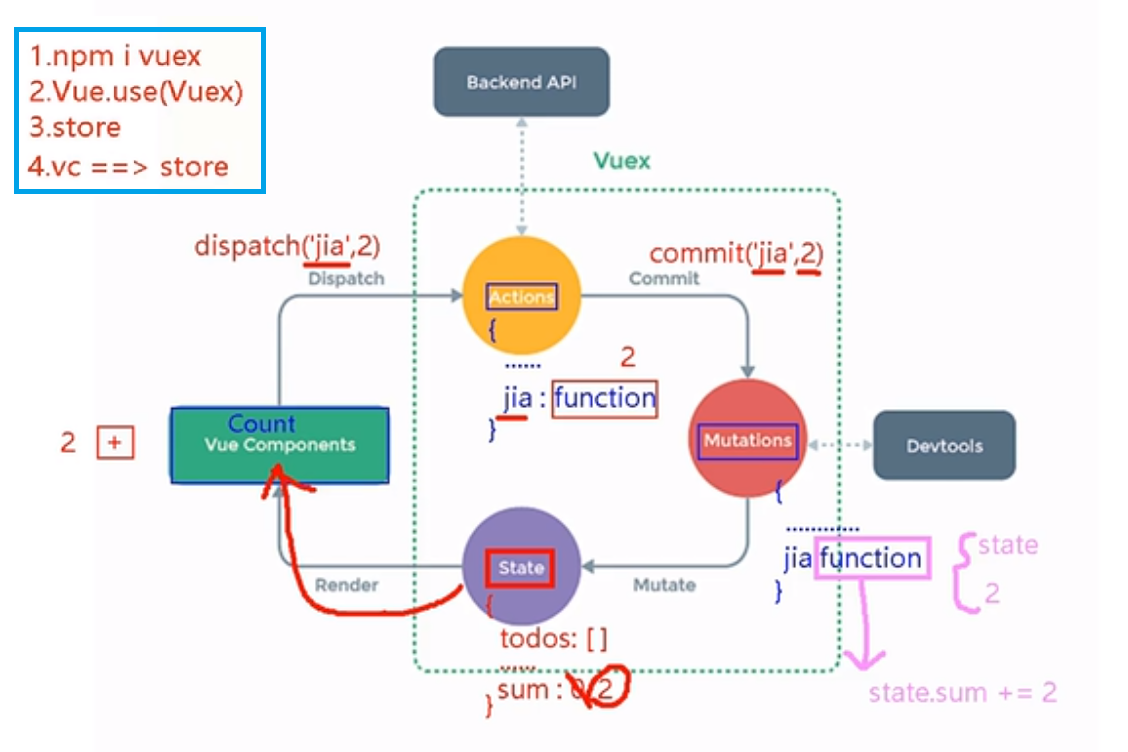 1.npm i vuex
2.Vue.use(Vuex)
3.store
4.vc ==> store
Backend API
Vuex
dispatch('jia',2)
commit('jia',2)
Dispatch
Commit
Actions
{
......
2
jia : function
}
Count
Vue Components
2 +
Mutations
Devtools
{
............
jia function
}
state
2
State
Render
Mutate
{
todos: [ ]
......
sum : 0 2
}
state.sum += 2